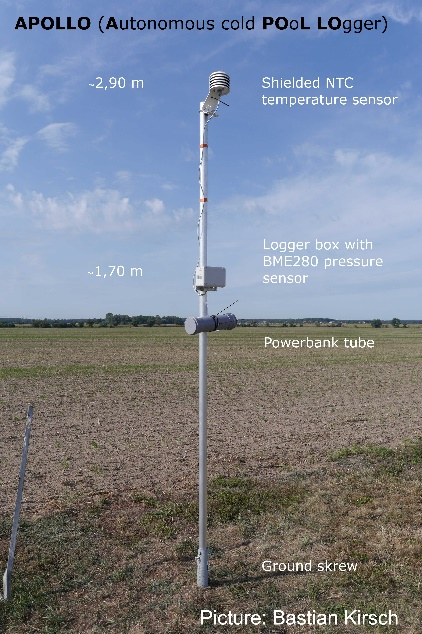 APOLLO (Autonomous cold POoL LOgger)
~2,90 m
Shielded NTC
temperature sensor
Logger box with
BME280 pressure
sensor
~1,70 m
Powerbank tube
Ground skrew
Picture: Bastian Kirsch